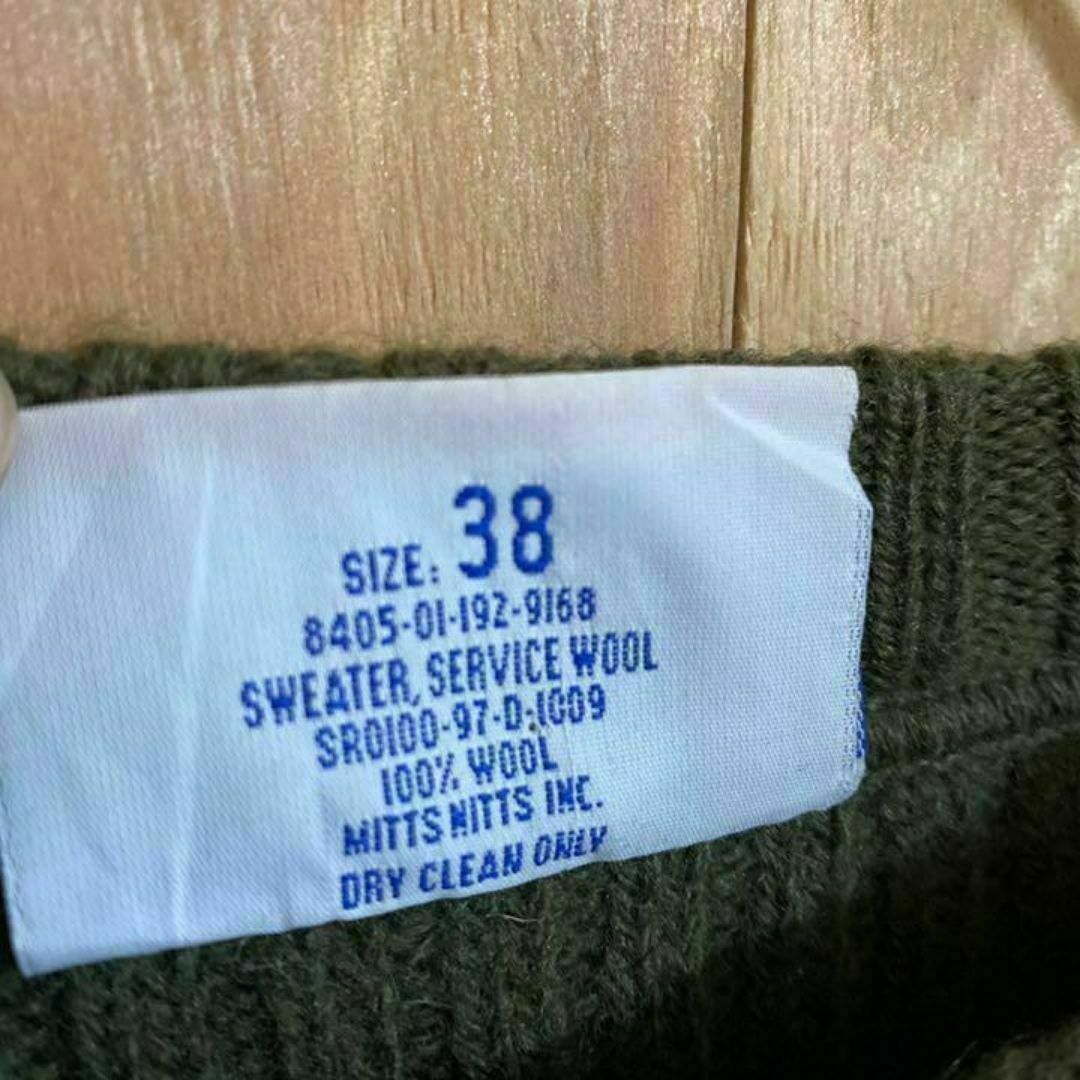 SIZE: 38
8405-01-192-9168
SWEATER, SERVICE WOOL
SRO100-97-D-1009
100% WOOL
MITTS NITTS INC.
DRY CLEAN ONLY